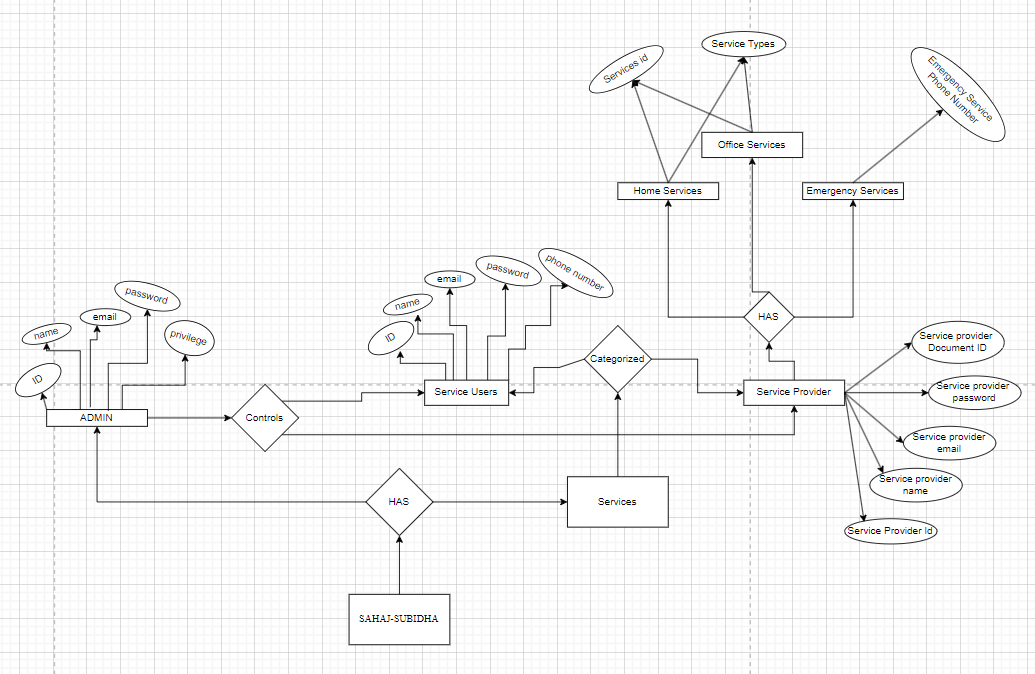 Service Types
Services id
Emergency Service
Phone Number
Office Services
Home Services
Emergency Services
HAS
phone number
password
email
name
ID
password
email
name
privilege
ID
Service provider
Document ID
Service provider
password
Service provider
email
Service provider
name
Service Provider Id
Categorized
Service Users
Service Provider
ADMIN
Controls
HAS
Services
SAHAJ-SUBIDHA